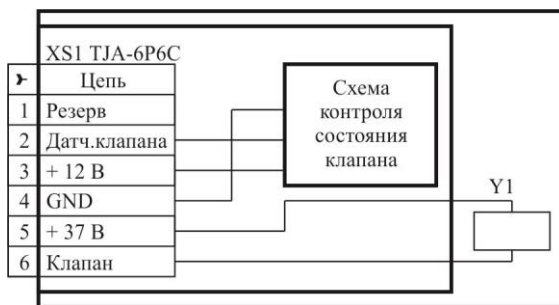 XS1 TJA-6P6C
Цепь
1 Резерв
2 Датч.клапана
3 + 12 В
4 GND
5 + 37 В
6 Клапан
Схема
контроля
состояния
клапана
Y1